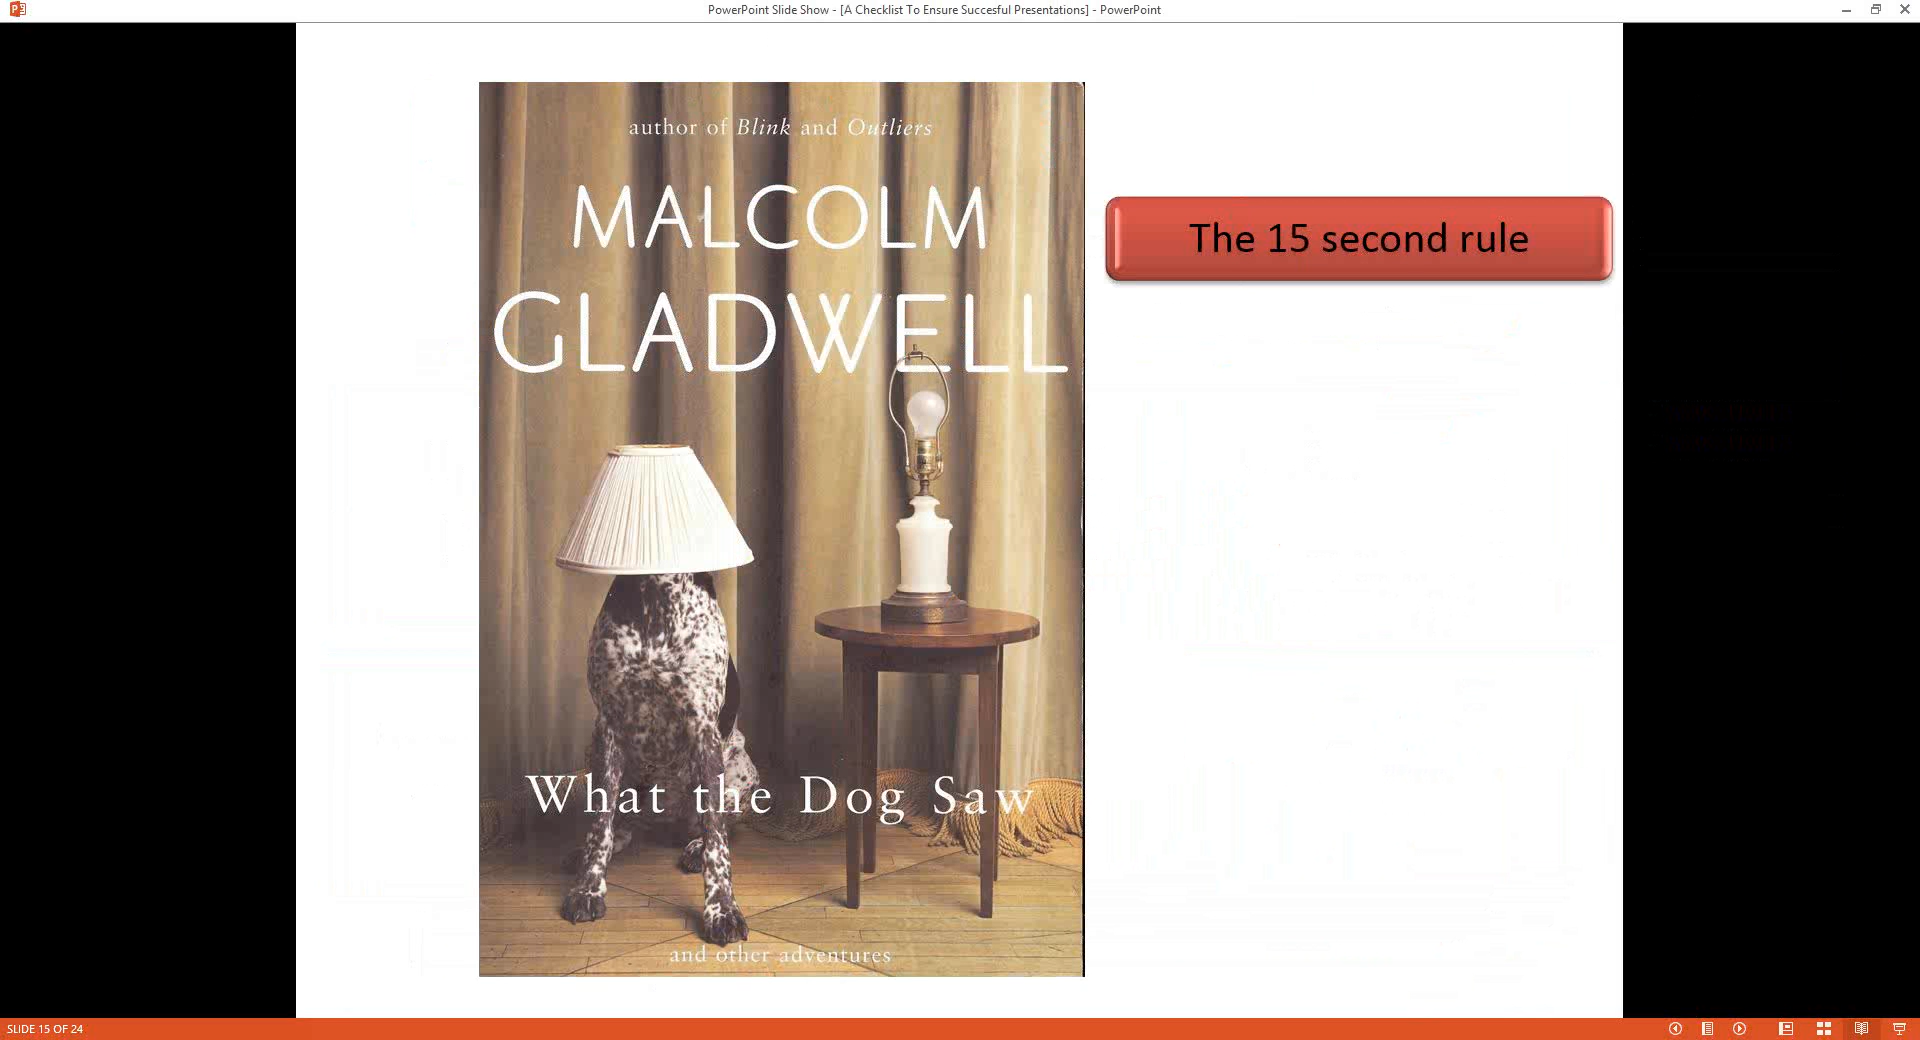 PowerPoint Slide Show - [A Checklist To Ensure Succesful Presentations] - PowerPoint
author of Blink and Outliers
MALCOLM
GLADWELL
The 15 second rule
What the Dog Saw
and other adventures
SLIDE 15 OF 24